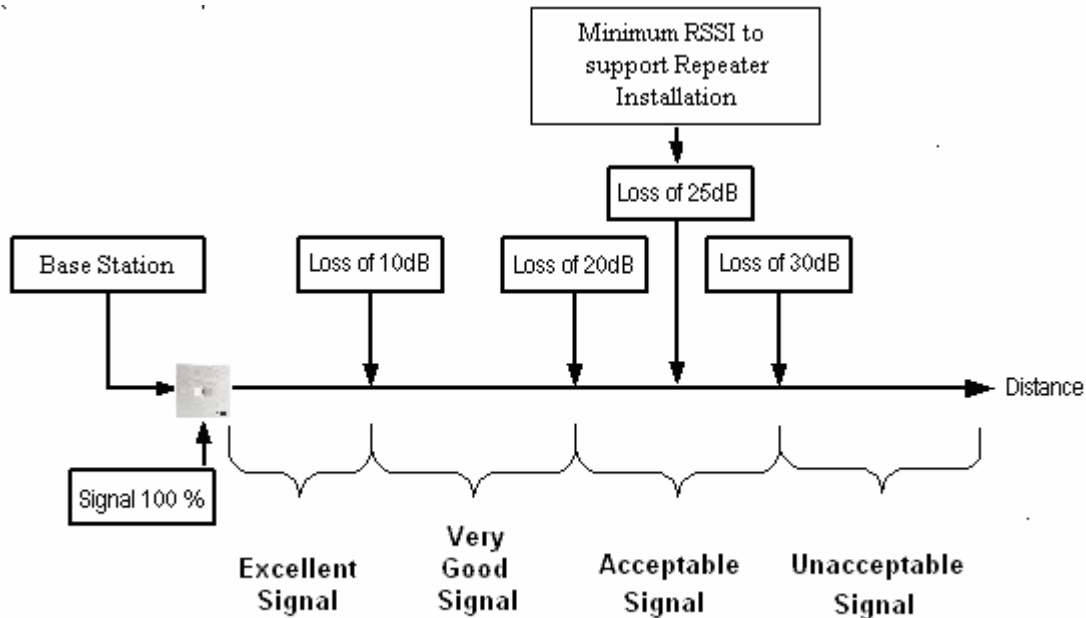 Minimum RSSI to
support Repeater
Installation
Loss of 25dB
Base Station
Loss of 10dB
Loss of 20dB
Loss of 30dB
Distance
Signal 100 %
Excellent
Signal
Very
Good
Signal
Acceptable
Signal
Unacceptable
Signal